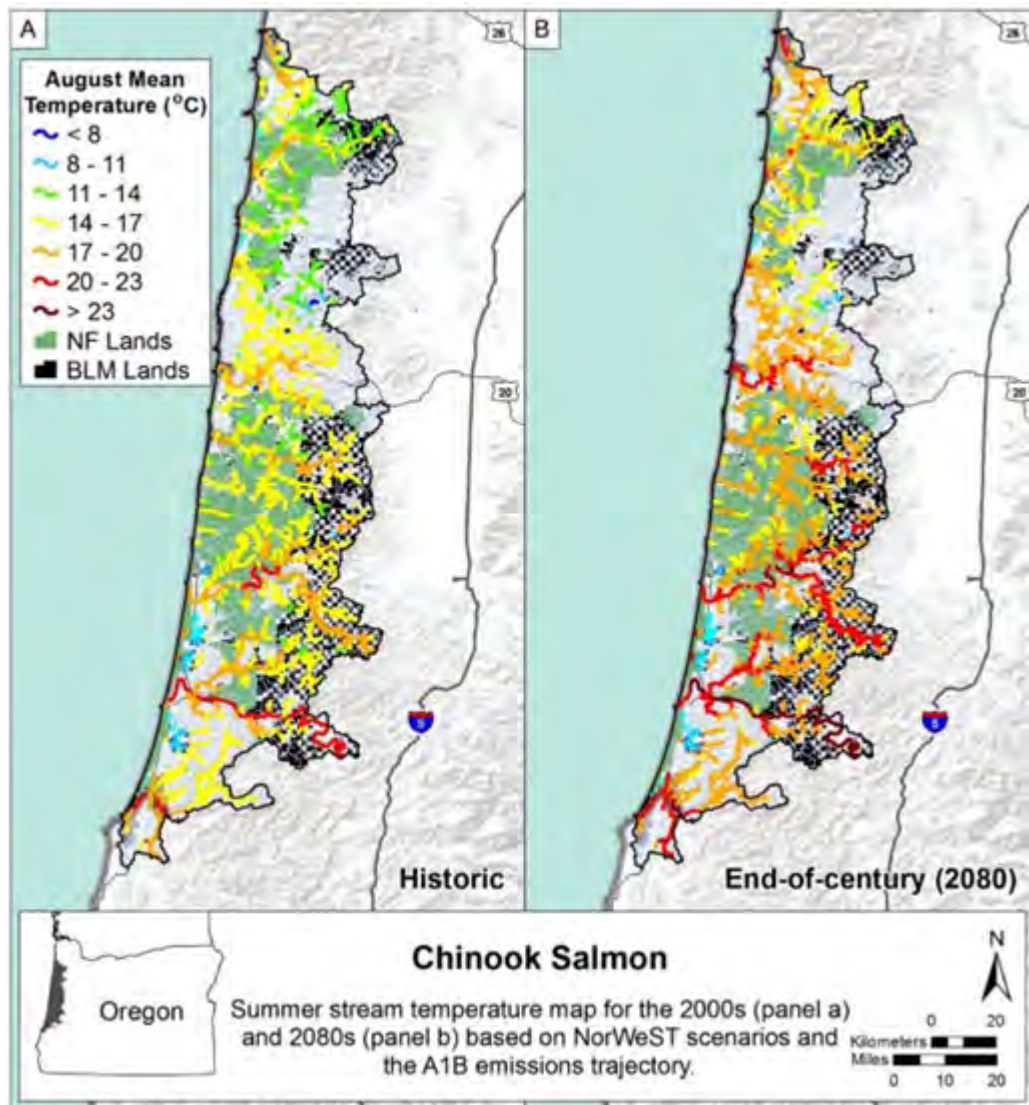 A
26
August Mean
Temperature (°C)
< 8
8 - 11
11 - 14
14 - 17
17 - 20
20 - 23
> 23
NF Lands
BLM Lands
20
5
Historic
B
26
20
5
End-of-century (2080)
Oregon
Chinook Salmon
Summer stream temperature map for the 2000s (panel a)
and 2080s (panel b) based on NorWeST scenarios and
the A1B emissions trajectory.
N
0 20
Kilometers
Miles
0 5 10 20